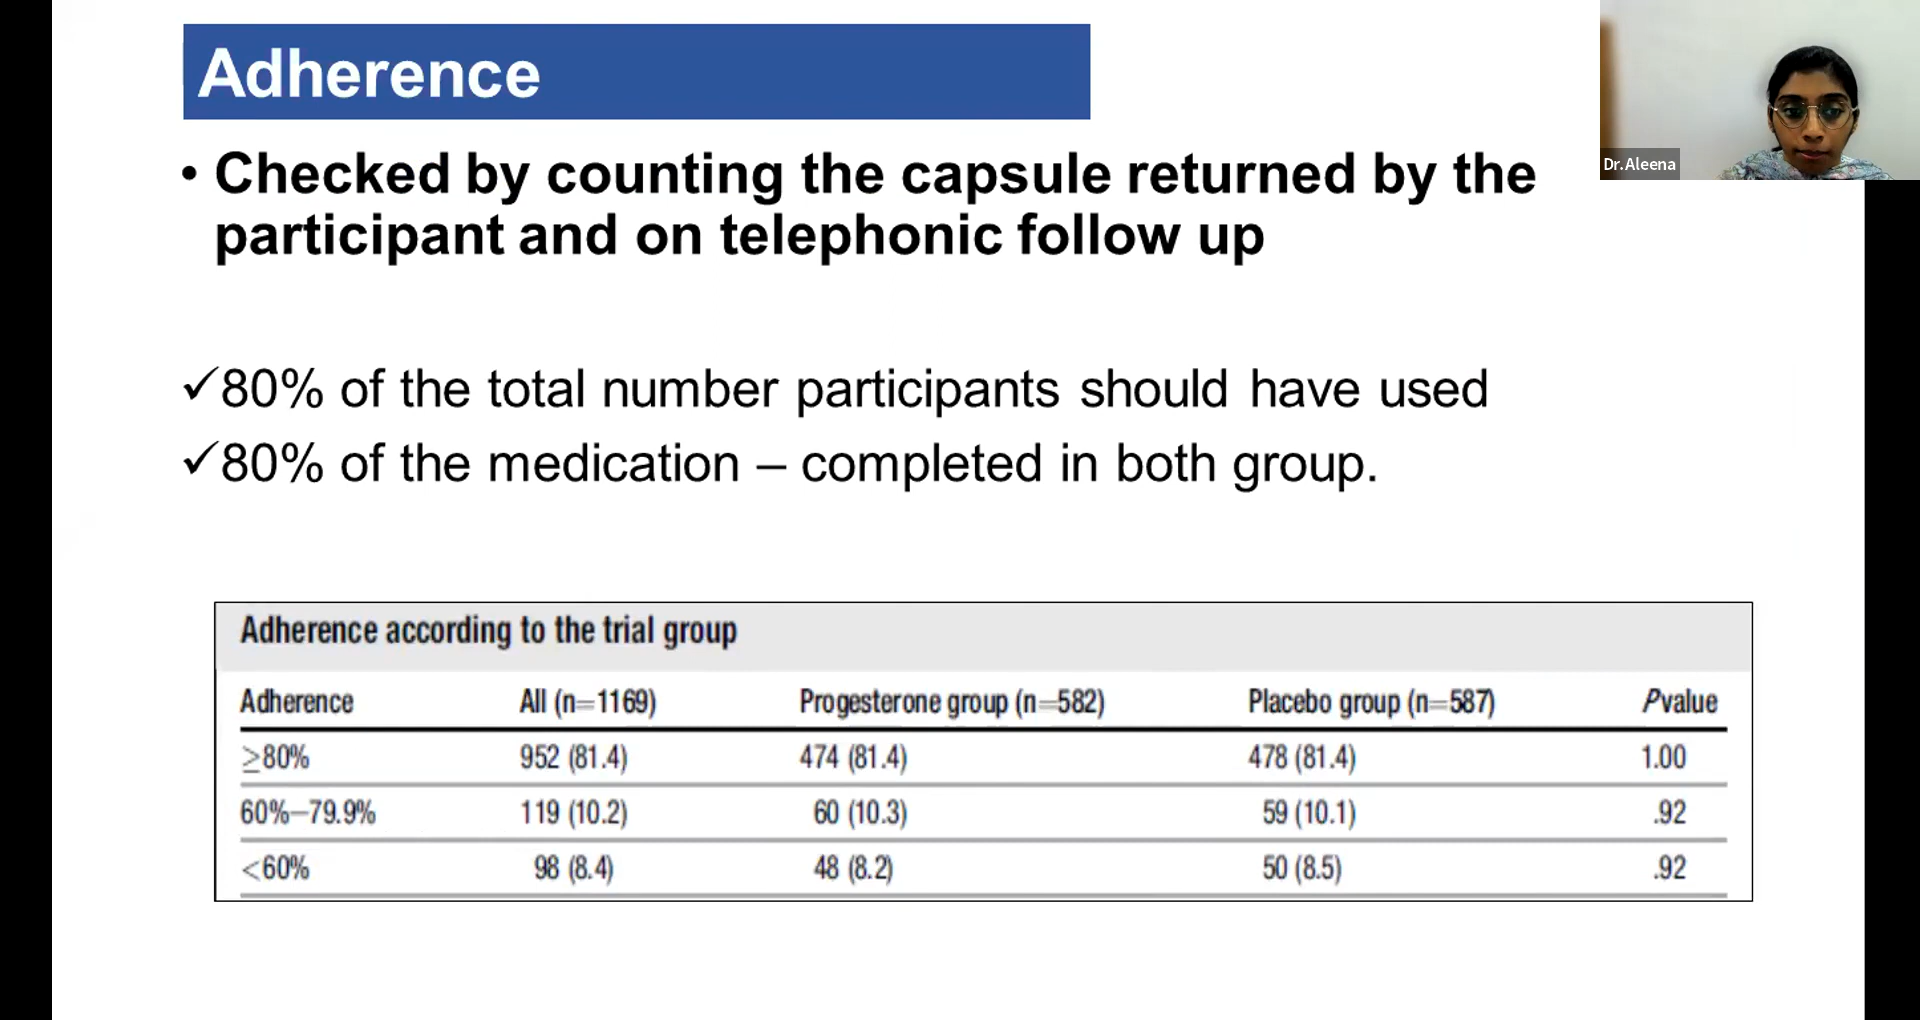 Adherence
• Checked by counting the capsule returned by the
participant and on telephonic follow up
✓80% of the total number participants should have used
✓80% of the medication – completed in both group.
Adherence according to the trial group
Adherence All (n=1169) Progesterone group (n=582) Placebo group (n=587) Pvalue
≥80% 952 (81.4) 474 (81.4) 478 (81.4) 1.00
60%–79.9% 119 (10.2) 60 (10.3) 59 (10.1) .92
<60% 98 (8.4) 48 (8.2) 50 (8.5) .92
Dr.Aleena